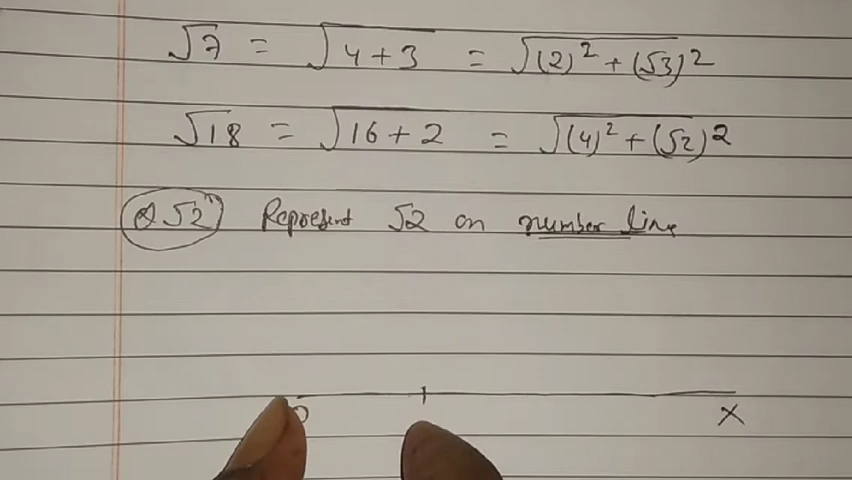 √7 = √4+3 = √(2)² + (√3)²
√18 = √16+2 = √(4)² + (√2)²
Q √2 Represent √2 on number line
O X